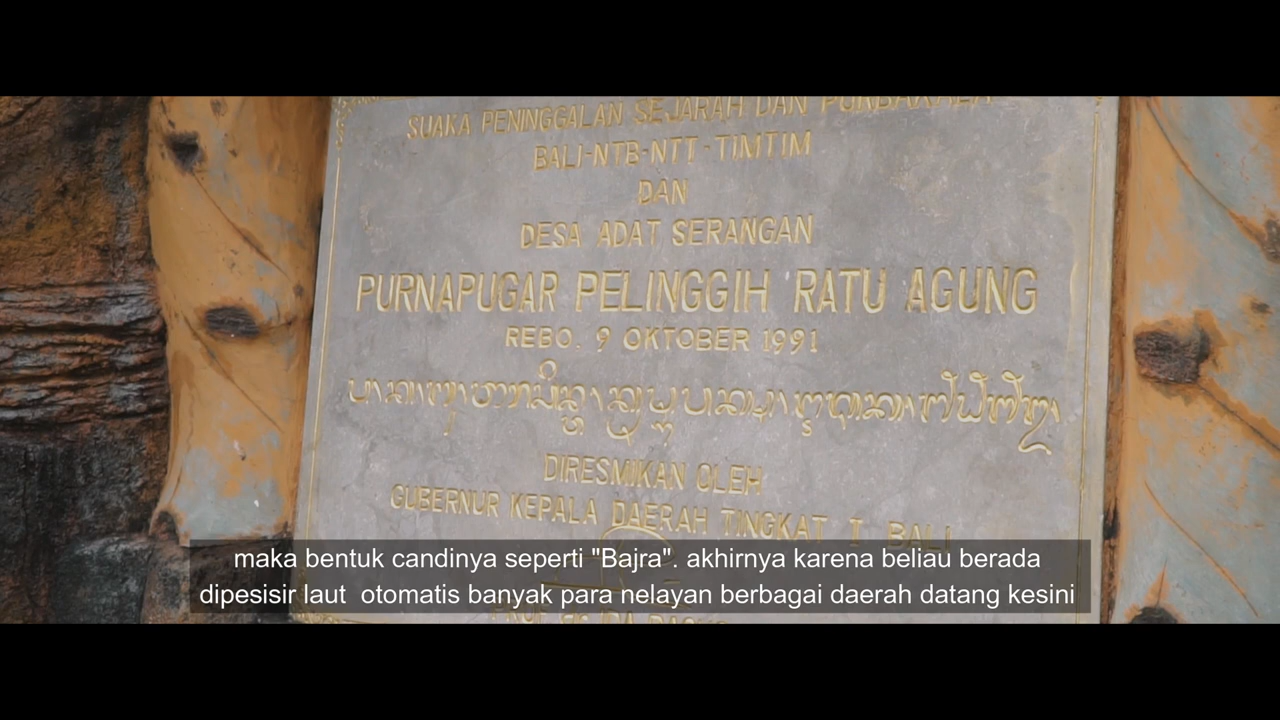 SUAKA PENINGGALAN SEJARAH DAN PURBAKALA
BALI-NTB-NTT-TIMTIM
DAN
DESA ADAT SERANGAN
PURNAPUGAR PELINGGIH RATU AGUNG
REBO. 9 OKTOBER 1991
DIRESMIKAN OLEH
GUBERNUR KEPALA DAERAH TINGKAT I BALI
maka bentuk candinya seperti "Bajra". akhirnya karena beliau berada
dipesisir laut otomatis banyak para nelayan berbagai daerah datang kesini